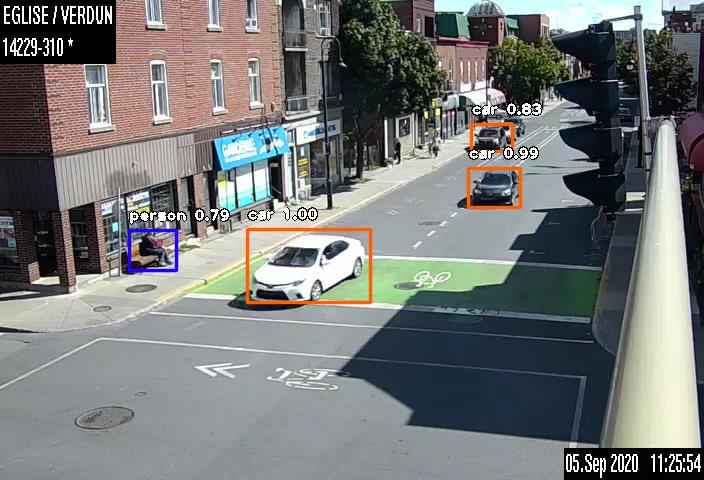 EGLISE / VERDUN
14229-310 *
car 0.83
car 0.99
person 0.79
car 1.00
05.Sep 2020 11:25:54